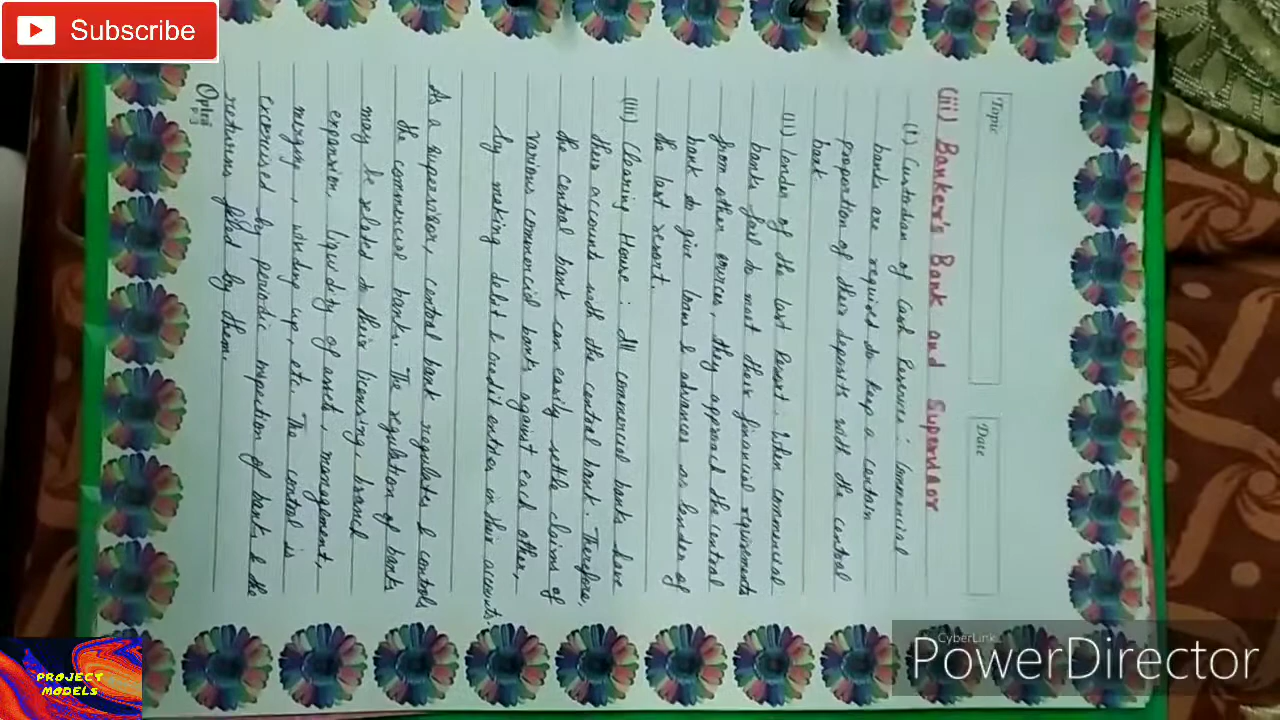 Subscribe
Topic
Date
(iii) Banker's Bank and Supervisor
(I) Custodian of Cash Reserves : Commercial
banks are required to keep a certain
proportion of their deposits with the central
bank
(II) Lender of the last Resort : When commercial
banks fail to meet their financial requirements
from other sources, they approach the central
bank to give loans & advances as lender of
the last resort.
(III) Clearing House : All commercial banks have
their accounts with the central bank. Therefore,
the central bank can easily settle claims of
various commercial banks against each other,
by making debit & credit entries in their accounts.
As a supervisor, central bank regulates & controls
the commercial banks. The regulation of banks
may be related to their licensing, branch
expansion, liquidity of assets, management,
merging, winding up, etc. The control is
exercised by periodic inspection of banks & the
returns filed by them.
CyberLink
PowerDirector
PROJECT
MODELS